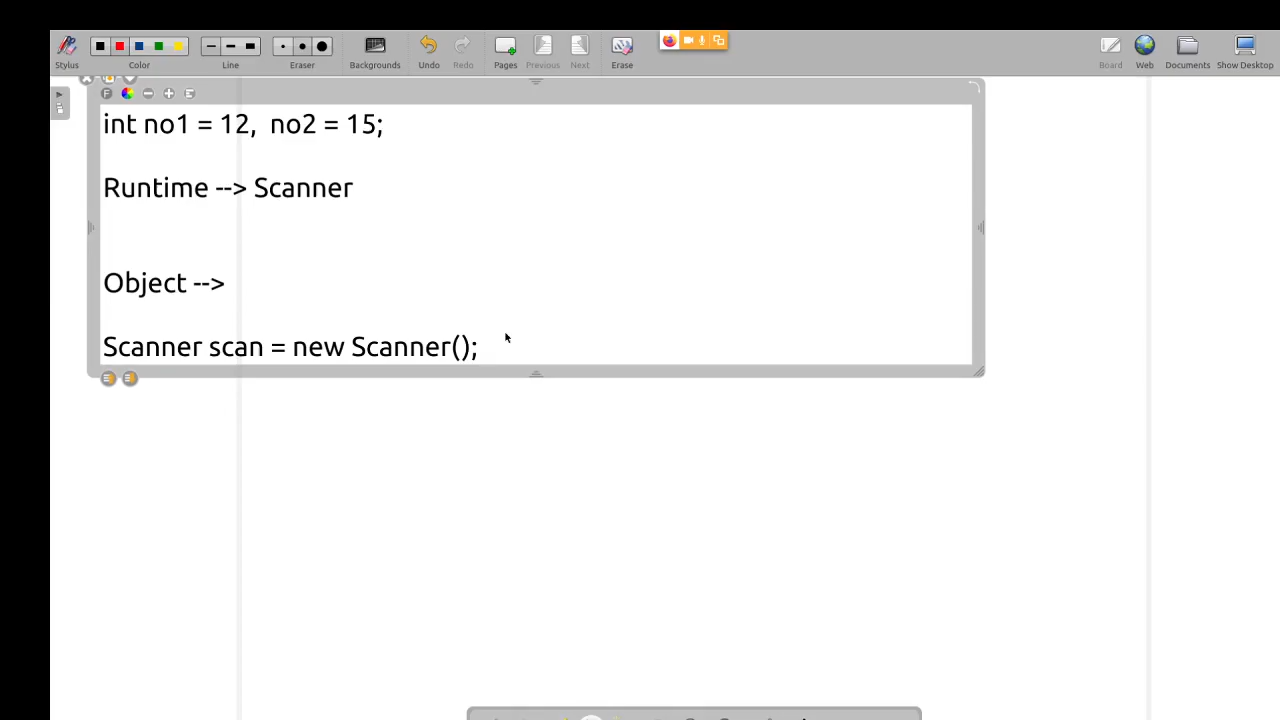 Stylus Color Line Eraser Backgrounds Undo Redo Pages Previous Next Erase Board Web Documents Show Desktop
int no1 = 12,  no2 = 15;
Runtime --> Scanner
Object -->
Scanner scan = new Scanner();